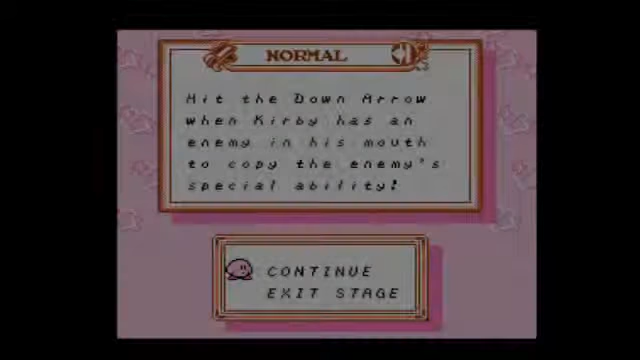 NORMAL
Hit the Down Arrow
when Kirby has an
enemy in his mouth
to copy the enemy's
special ability!
CONTINUE
EXIT STAGE